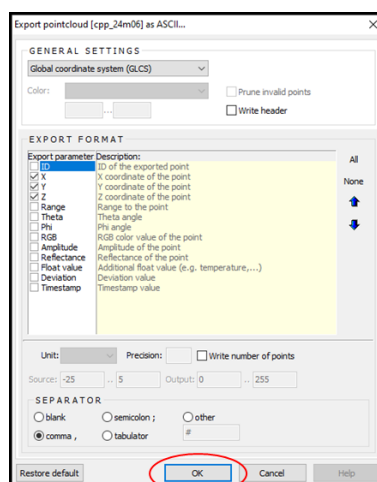 Export pointcloud [cpp_24m06] as ASCII...
GENERAL SETTINGS
Global coordinate system (GLCS)
Color:
Prune invalid points
...
Write header
EXPORT FORMAT
Export parameter Description:
ID ID of the exported point
X X coordinate of the point
Y Y coordinate of the point
Z Z coordinate of the point
Range Range to the point
Theta Theta angle
Phi Phi angle
RGB RGB color value of the point
Amplitude Amplitude of the point
Reflectance Reflectance of the point
Float value Additional float value (e.g. temperature,...)
Deviation Deviation value
Timestamp Timestamp value
All
None
Unit: Precision: Write number of points
Source: -25 .. 5 Output: 0 .. 255
SEPARATOR
blank semicolon ; other
comma , tabulator #
Restore default OK Cancel Help